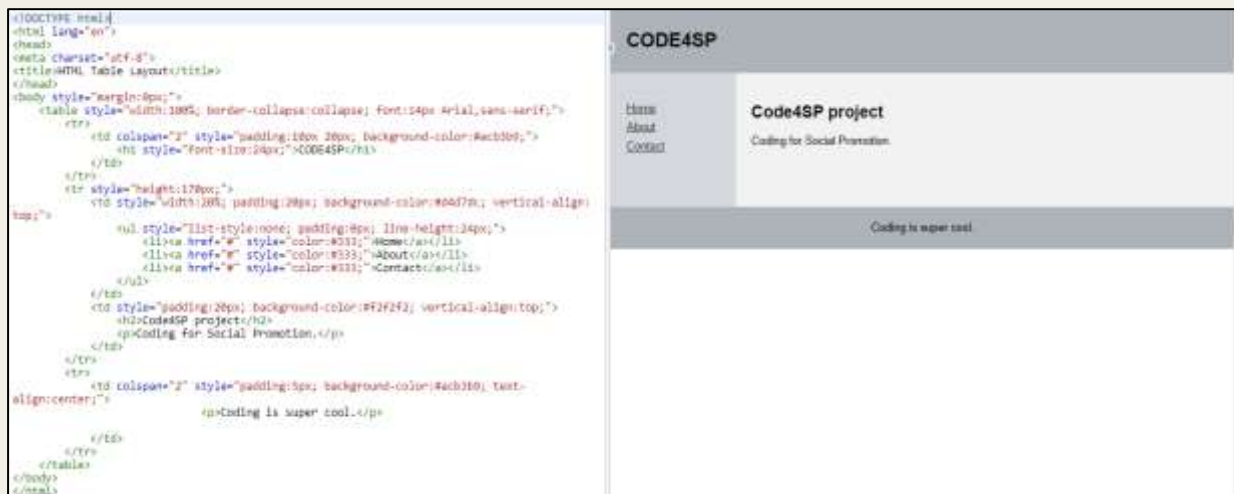 <!DOCTYPE html>
<html lang="en">
<head>
<meta charset="utf-8">
<title>HTML Table Layout</title>
</head>
<body style="margin:0px;">
<table style="width:100%; border-collapse:collapse; font:14px Arial,sans-serif;">
<tr>
<td colspan="2" style="padding:10px 20px; background-color:#acb3b9;">
<h1 style="font-size:24px;">CODE4SP</h1>
</td>
</tr>
<tr style="height:170px;">
<td style="width:20%; padding:20px; background-color:#d4d7dc; vertical-align:
top;">
<ul style="list-style:none; padding:0px; line-height:24px;">
<li><a href="#" style="color:#333;">Home</a></li>
<li><a href="#" style="color:#333;">About</a></li>
<li><a href="#" style="color:#333;">Contact</a></li>
</ul>
</td>
<td style="padding:20px; background-color:#f2f2f2; vertical-align:top;">
<h2>Code4SP project</h2>
<p>Coding for Social Promotion.</p>
</td>
</tr>
<tr>
<td colspan="2" style="padding:5px; background-color:#acb3b9; text-
align:center;">
<p>Coding is super cool.</p>
</td>
</tr>
</table>
</body>
</html>
CODE4SP
Home
About
Contact
Code4SP project
Coding for Social Promotion.
Coding is super cool.